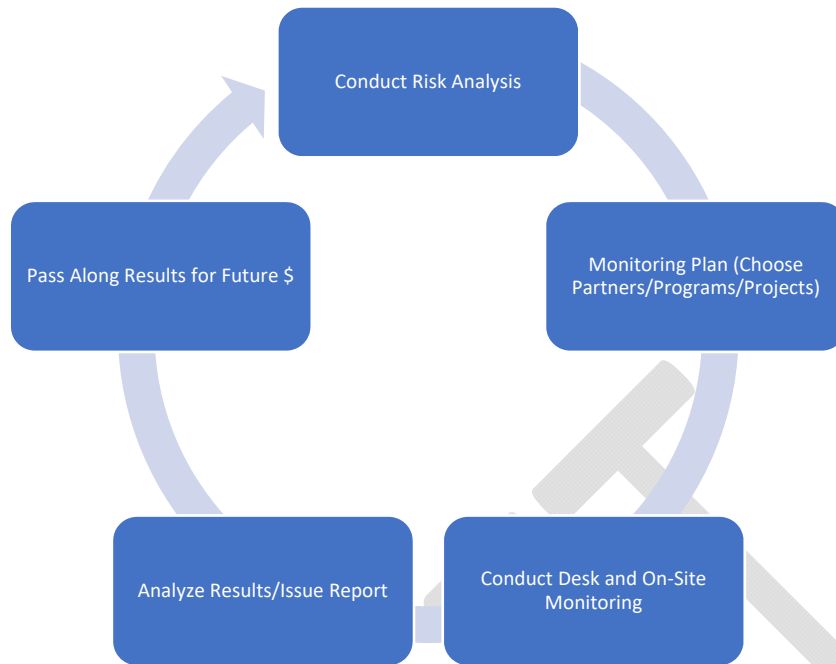 Conduct Risk Analysis
Monitoring Plan (Choose
Partners/Programs/Projects)
Conduct Desk and On-Site
Monitoring
Analyze Results/Issue Report
Pass Along Results for Future $